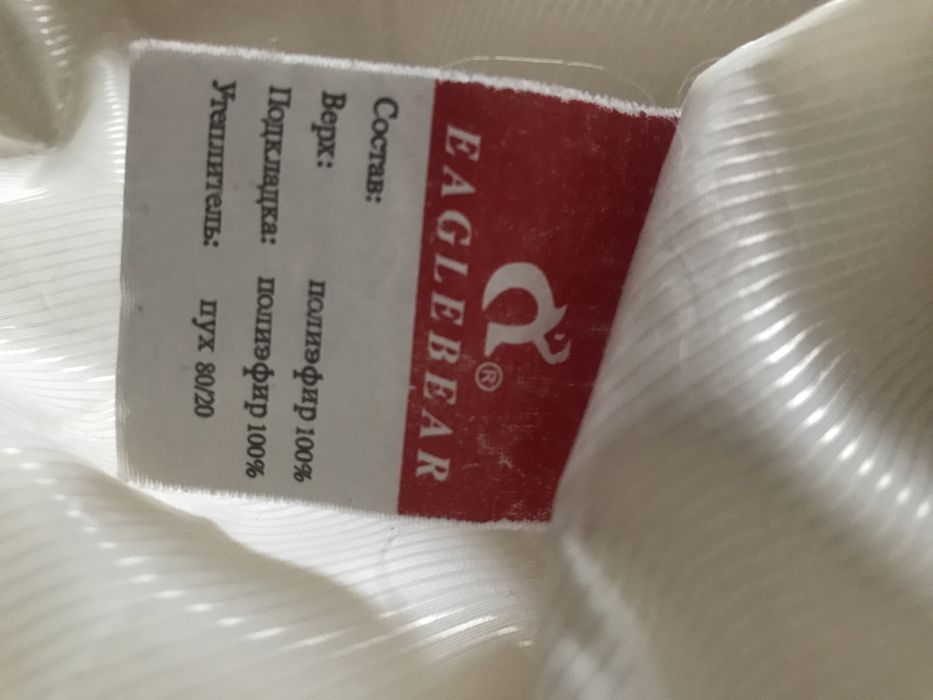 EAGLEBEAR ®
Состав:
Верх: полиэфир 100%
Подкладка: полиэфир 100%
Утеплитель: пух 80/20